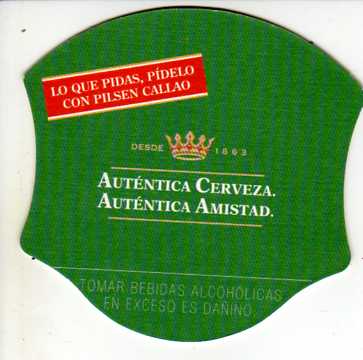 LO QUE PIDAS, PÍDELO
CON PILSEN CALLAO
DESDE 1863
AUTÉNTICA CERVEZA.
AUTÉNTICA AMISTAD.
TOMAR BEBIDAS ALCOHÓLICAS
EN EXCESO ES DAÑINO